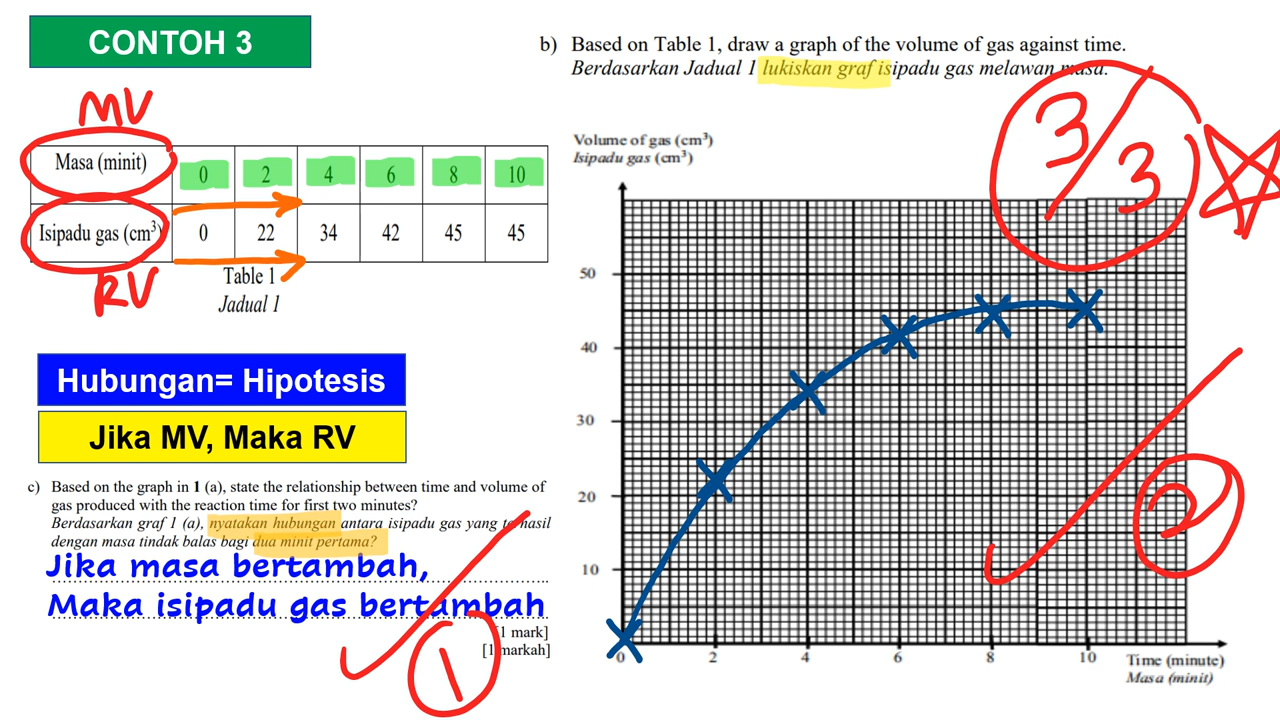 CONTOH 3
MV
Masa (minit) 0 2 4 6 8 10
Isipadu gas (cm³) 0 22 34 42 45 45
RV
Table 1
Jadual 1
Hubungan= Hipotesis
Jika MV, Maka RV
c) Based on the graph in 1 (a), state the relationship between time and volume of
gas produced with the reaction time for first two minutes?
Berdasarkan graf 1 (a), nyatakan hubungan antara isipadu gas yang terhasil
dengan masa tindak balas bagi dua minit pertama?
Jika masa bertambah,
Maka isipadu gas bertambah
[1 mark]
[1 markah]
1
b) Based on Table 1, draw a graph of the volume of gas against time.
Berdasarkan Jadual 1 lukiskan graf isipadu gas melawan masa.
3/3
Volume of gas (cm³)
Isipadu gas (cm³)
50
40
30
20
10
2
0 2 4 6 8 10
Time (minute)
Masa (minit)